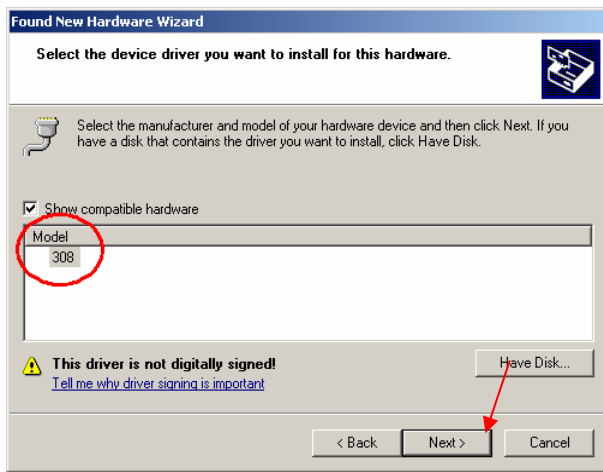 Found New Hardware Wizard
Select the device driver you want to install for this hardware.
Select the manufacturer and model of your hardware device and then click Next. If you
have a disk that contains the driver you want to install, click Have Disk.
Show compatible hardware
Model
308
This driver is not digitally signed!
Tell me why driver signing is important
Have Disk...
< Back
Next >
Cancel